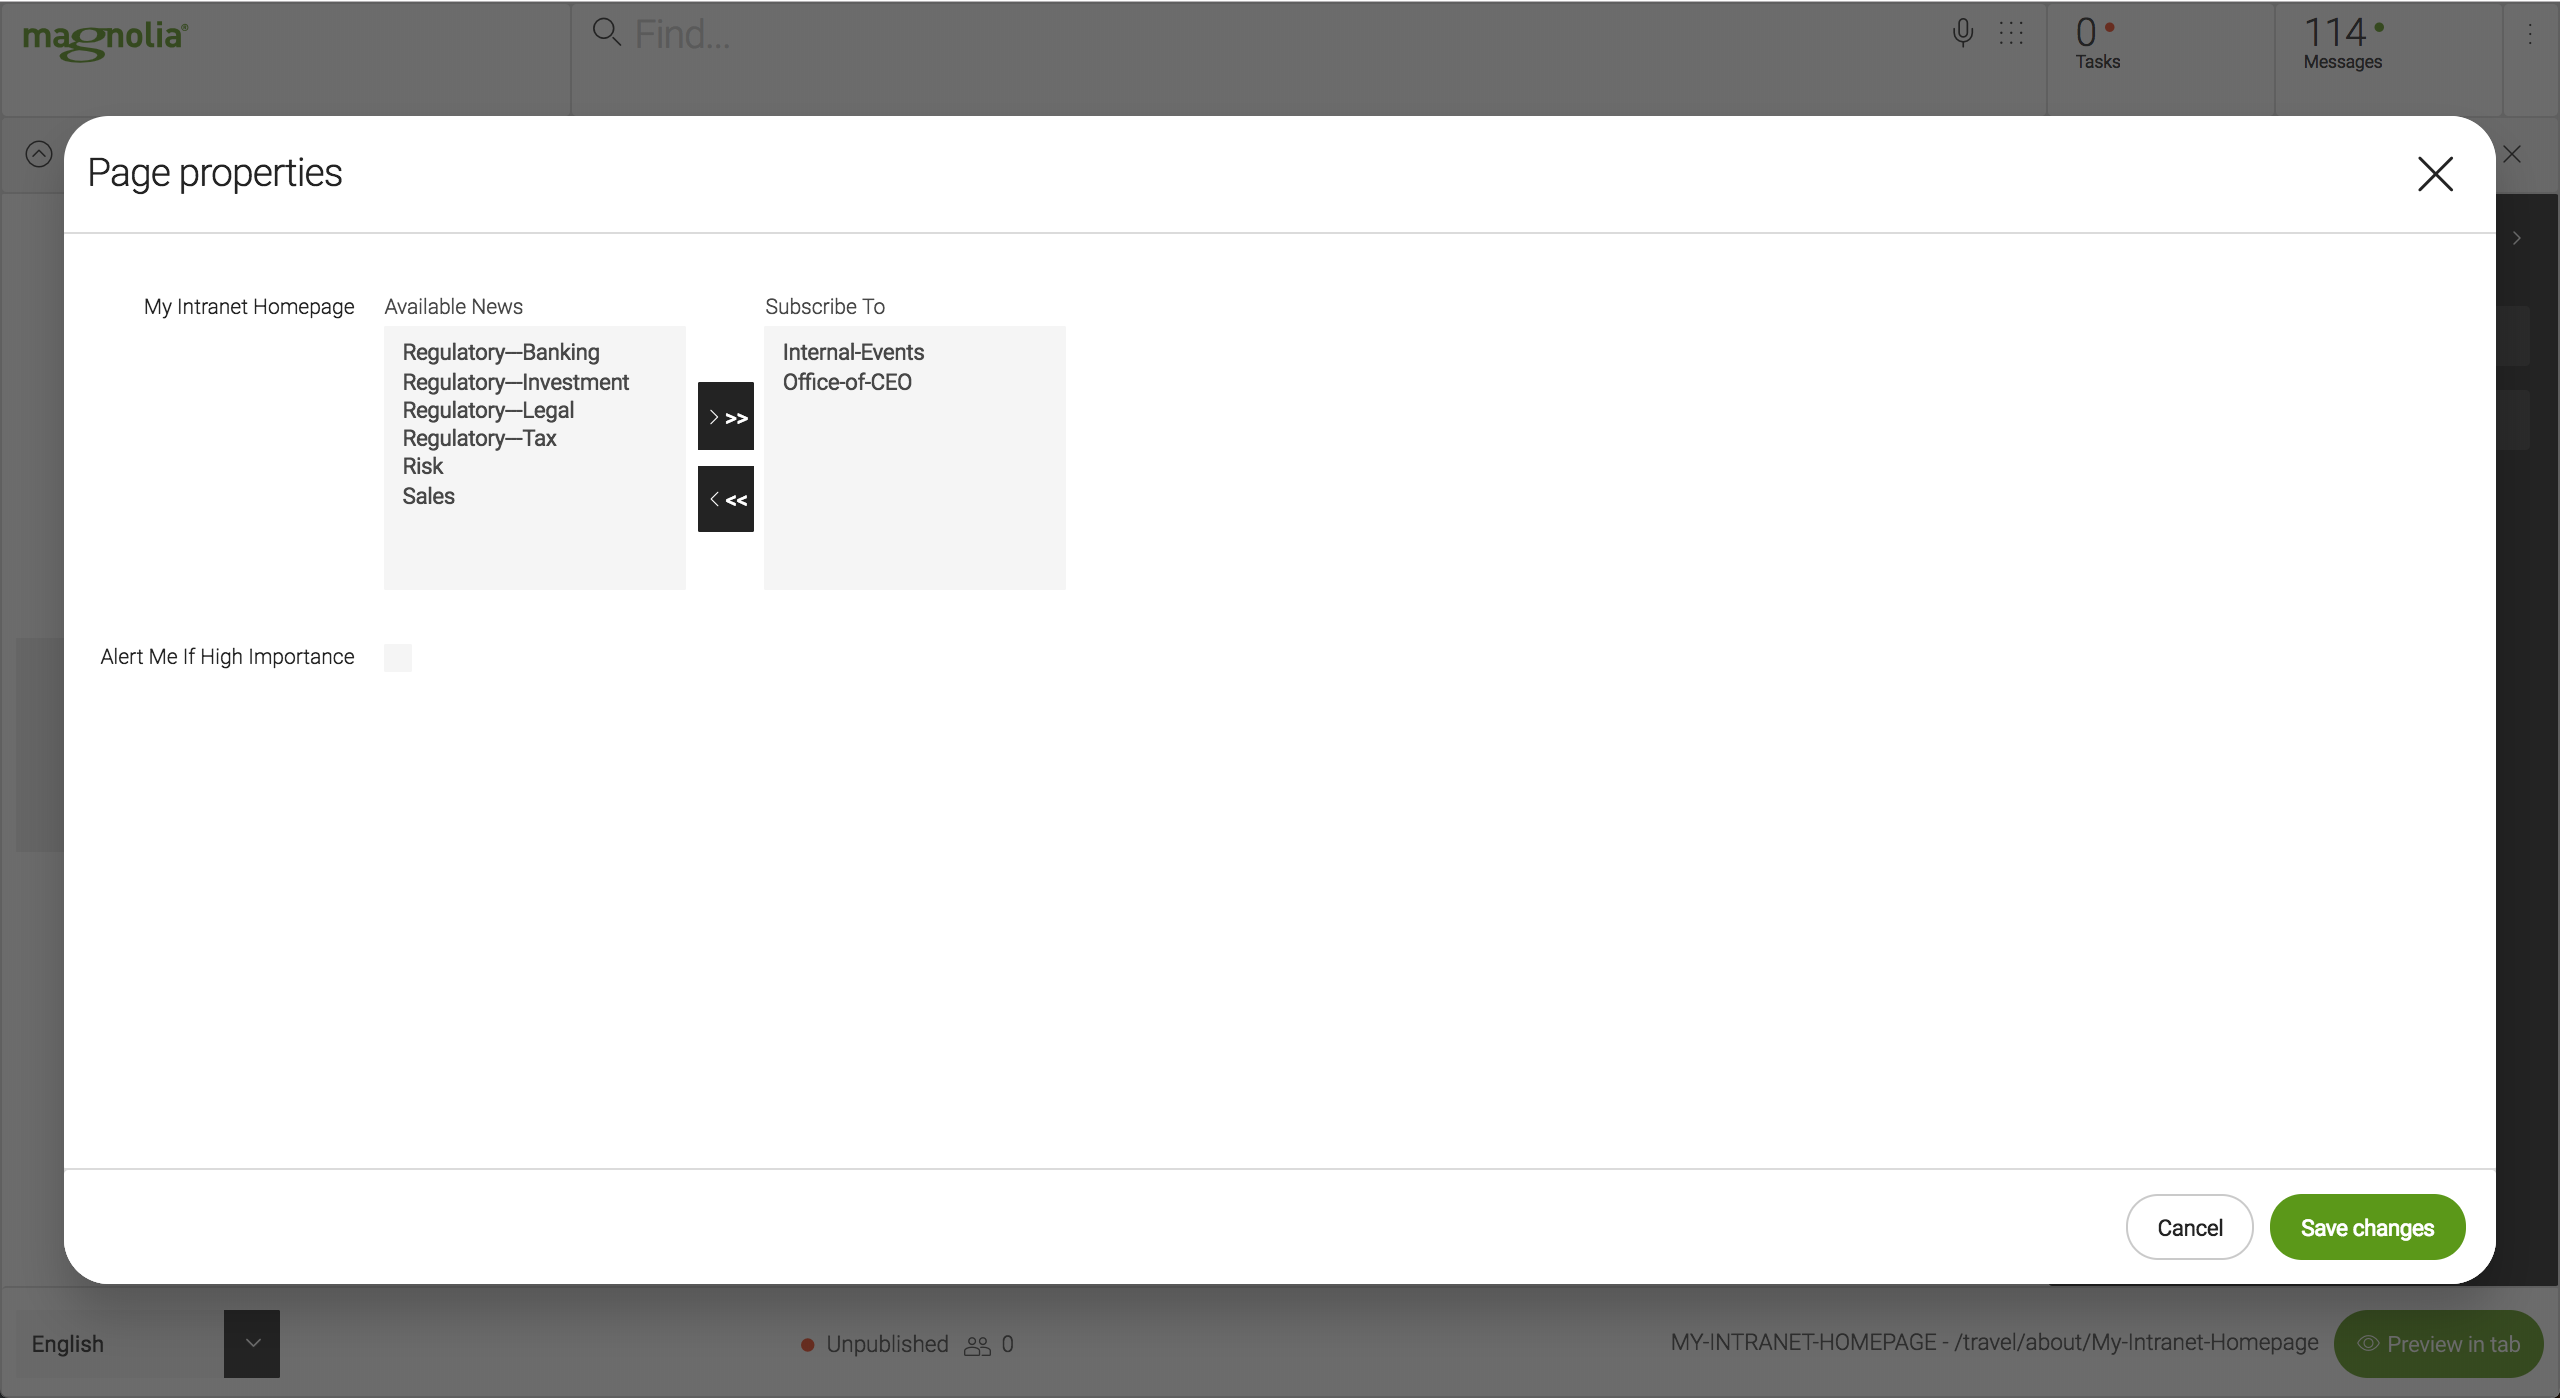 magnolia®
Find...
0
Tasks
114
Messages
Page properties
My Intranet Homepage
Available News
Subscribe To
Regulatory---Banking
Regulatory---Investment
Regulatory---Legal
Regulatory---Tax
Risk
Sales
> >>
< <<
Internal-Events
Office-of-CEO
Alert Me If High Importance
Cancel
Save changes
English
Unpublished
0
MY-INTRANET-HOMEPAGE - /travel/about/My-Intranet-Homepage
Preview in tab